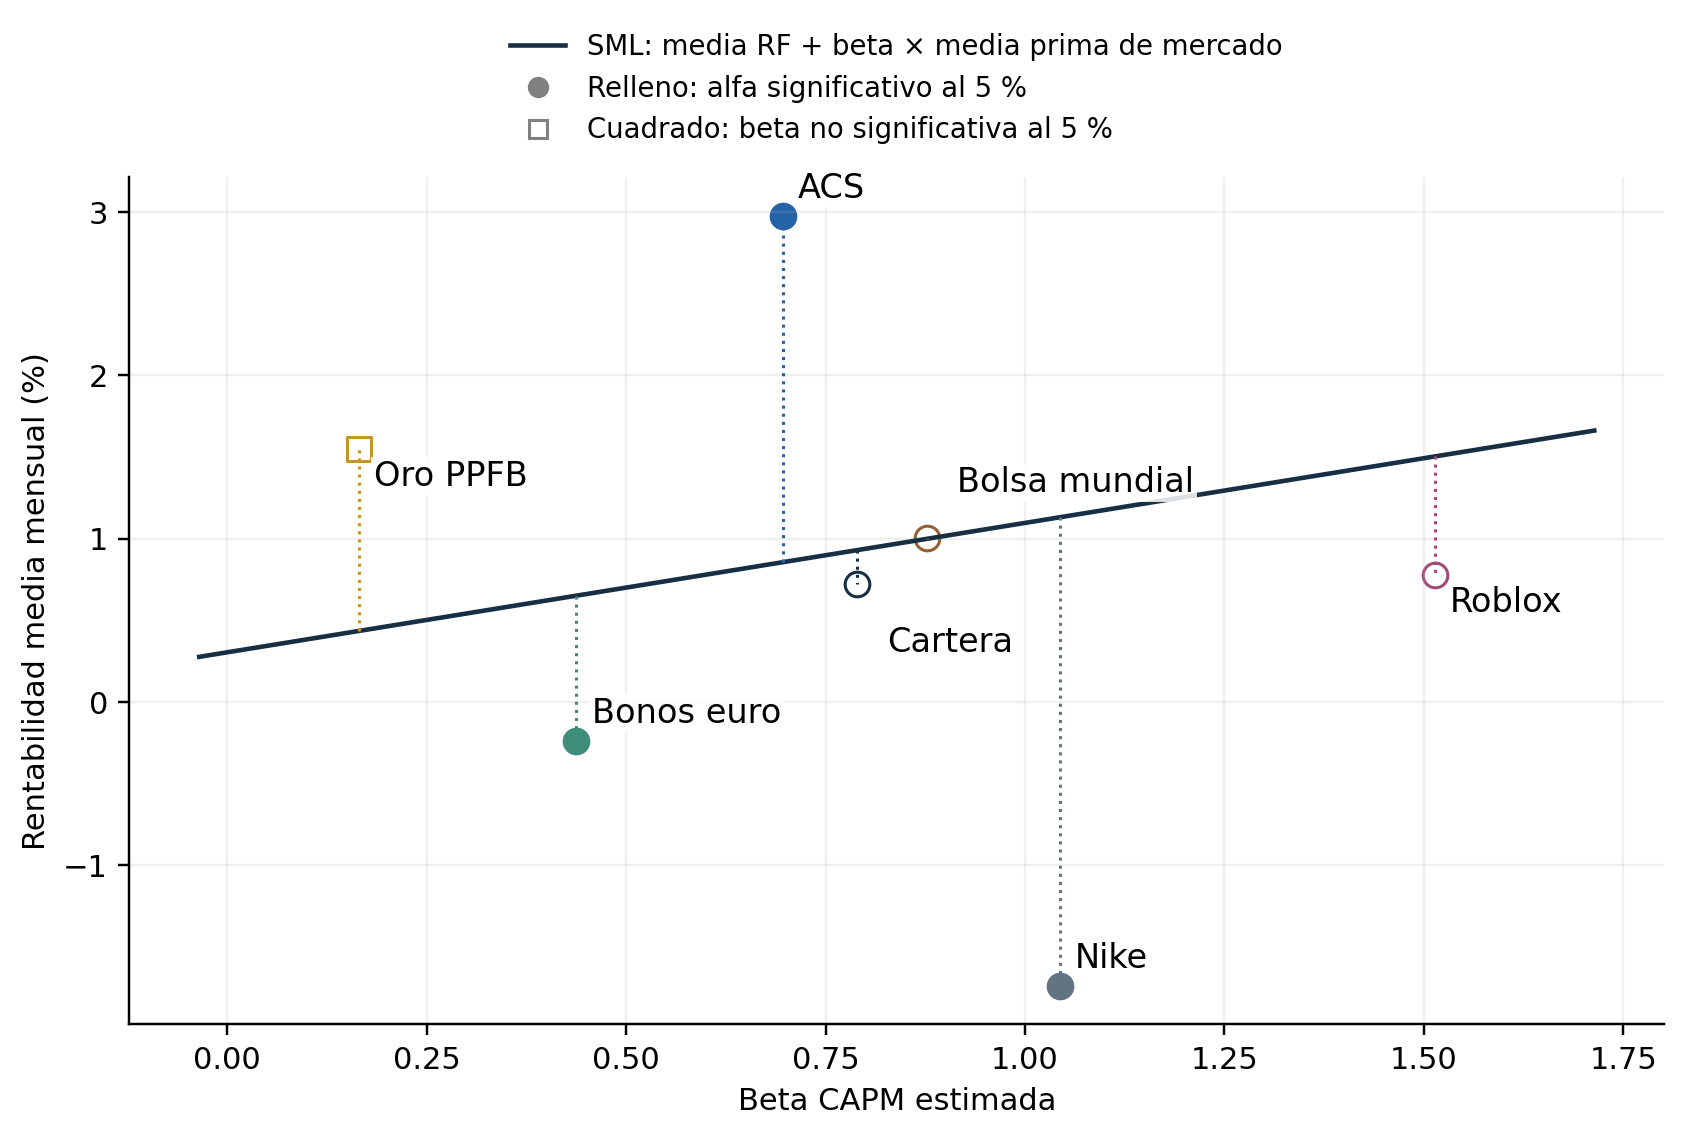 SML: media RF + beta × media prima de mercado
Relleno: alfa significativo al 5 %
Cuadrado: beta no significativa al 5 %
ACS
3
2
Oro PPFB
Bolsa mundial
1
Roblox
Cartera
0
Bonos euro
−1
Nike
Rentabilidad media mensual (%)
0.00 0.25 0.50 0.75 1.00 1.25 1.50 1.75
Beta CAPM estimada